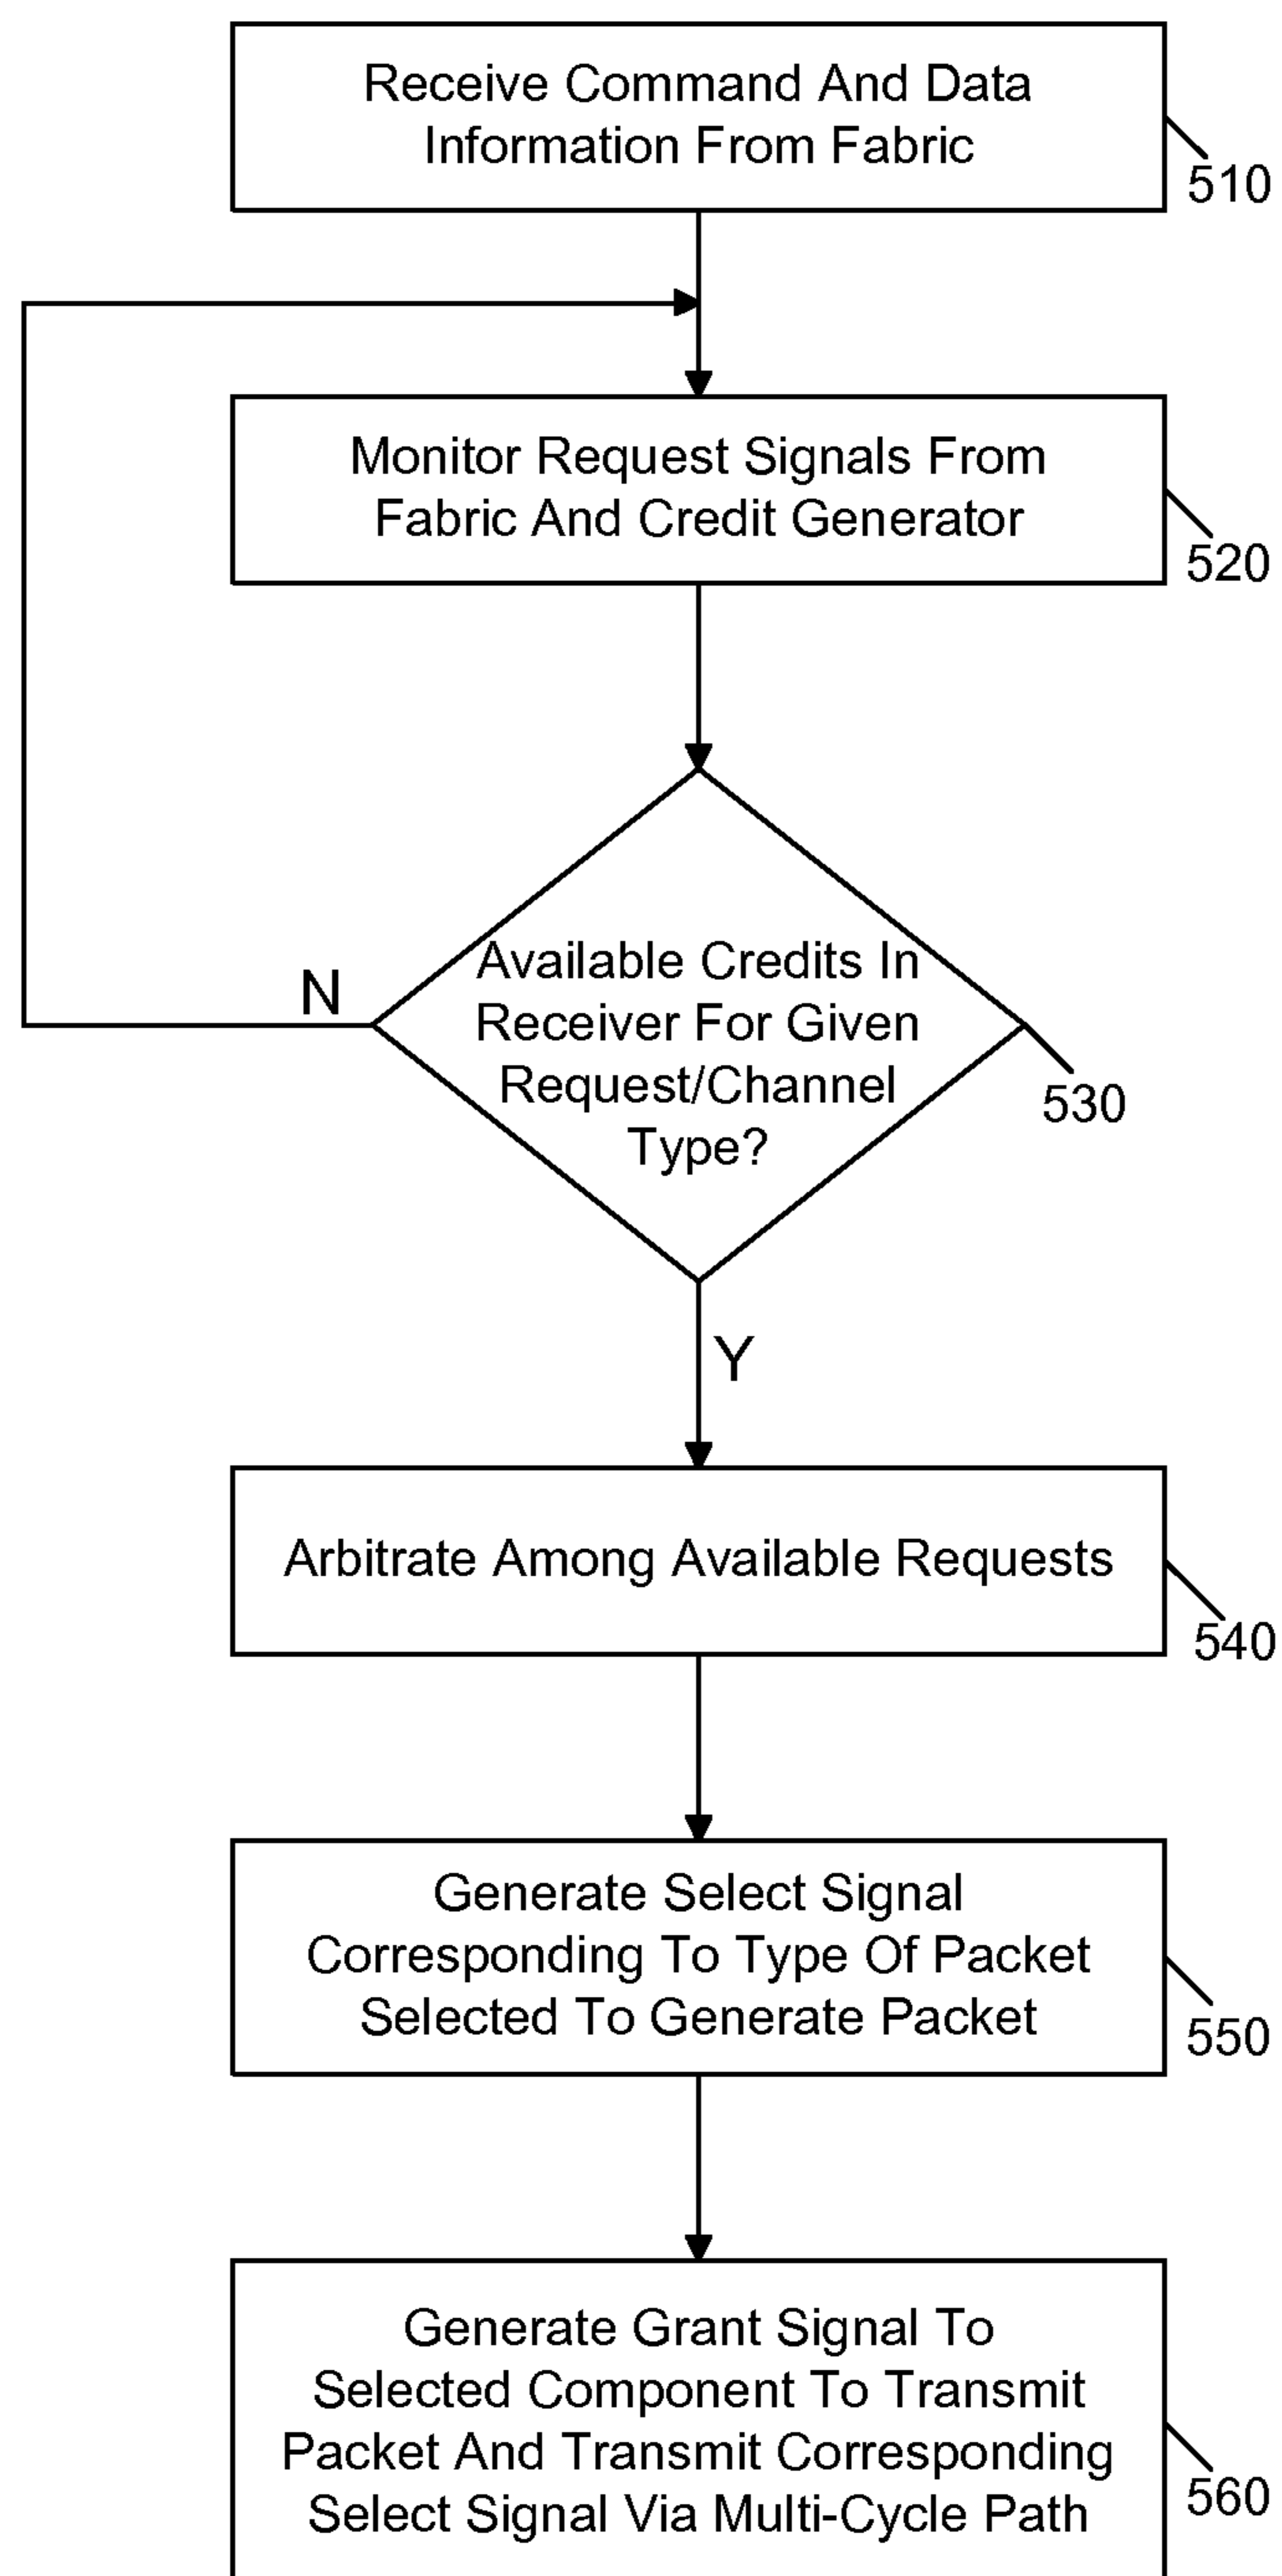 Receive Command And Data
Information From Fabric
510
Monitor Request Signals From
Fabric And Credit Generator
520
Available Credits In
Receiver For Given
Request/Channel
Type?
N
530
Y
Arbitrate Among Available Requests
540
Generate Select Signal
Corresponding To Type Of Packet
Selected To Generate Packet
550
Generate Grant Signal To
Selected Component To Transmit
Packet And Transmit Corresponding
Select Signal Via Multi-Cycle Path
560